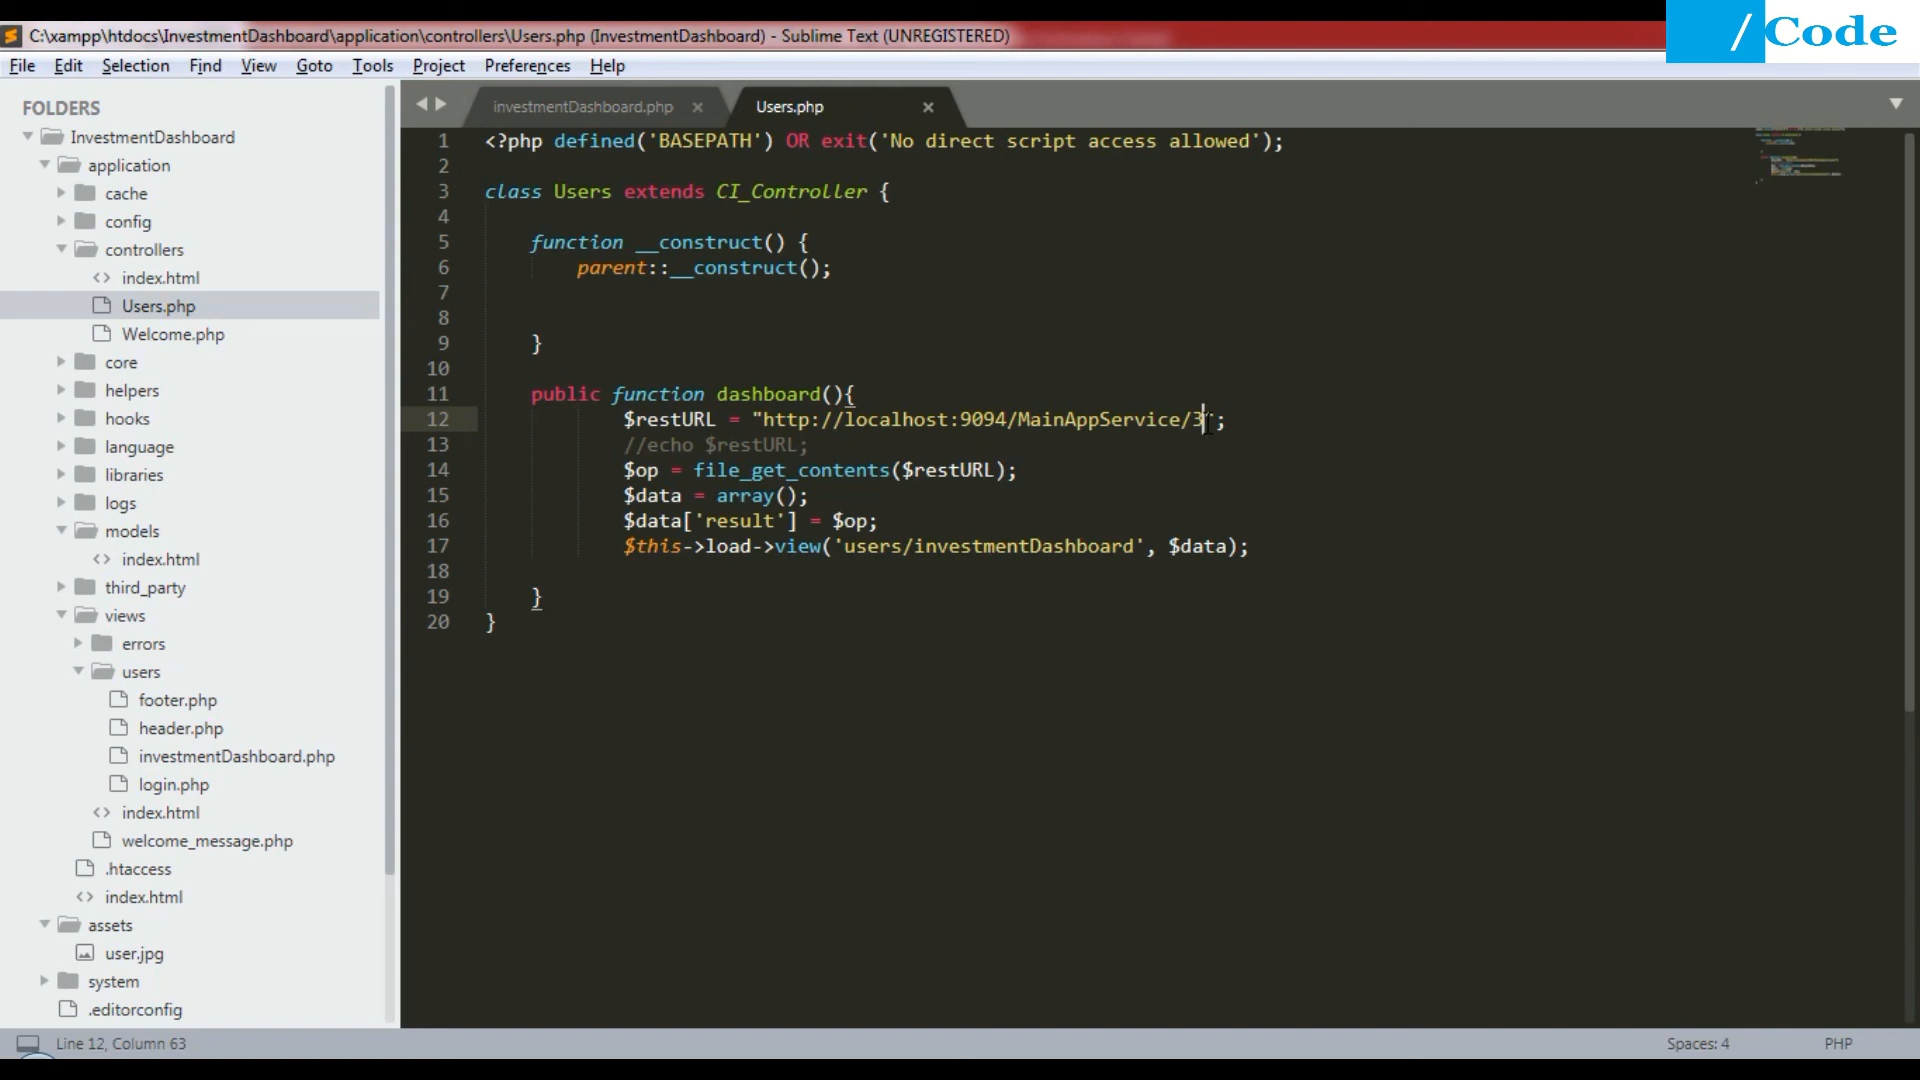 C:\xampp\htdocs\InvestmentDashboard\application\controllers\Users.php (InvestmentDashboard) - Sublime Text (UNREGISTERED)
/Code
File Edit Selection Find View Goto Tools Project Preferences Help
FOLDERS
InvestmentDashboard
application
cache
config
controllers
index.html
Users.php
Welcome.php
core
helpers
hooks
language
libraries
logs
models
index.html
third_party
views
errors
users
footer.php
header.php
investmentDashboard.php
login.php
index.html
welcome_message.php
.htaccess
index.html
assets
user.jpg
system
.editorconfig
investmentDashboard.php Users.php
1 <?php defined('BASEPATH') OR exit('No direct script access allowed');
2
3 class Users extends CI_Controller {
4
5 function __construct() {
6 parent::__construct();
7
8
9 }
10
11 public function dashboard(){
12 $restURL = "http://localhost:9094/MainAppService/3";
13 //echo $restURL;
14 $op = file_get_contents($restURL);
15 $data = array();
16 $data['result'] = $op;
17 $this->load->view('users/investmentDashboard', $data);
18
19 }
20 }
Line 12, Column 63
Spaces: 4
PHP